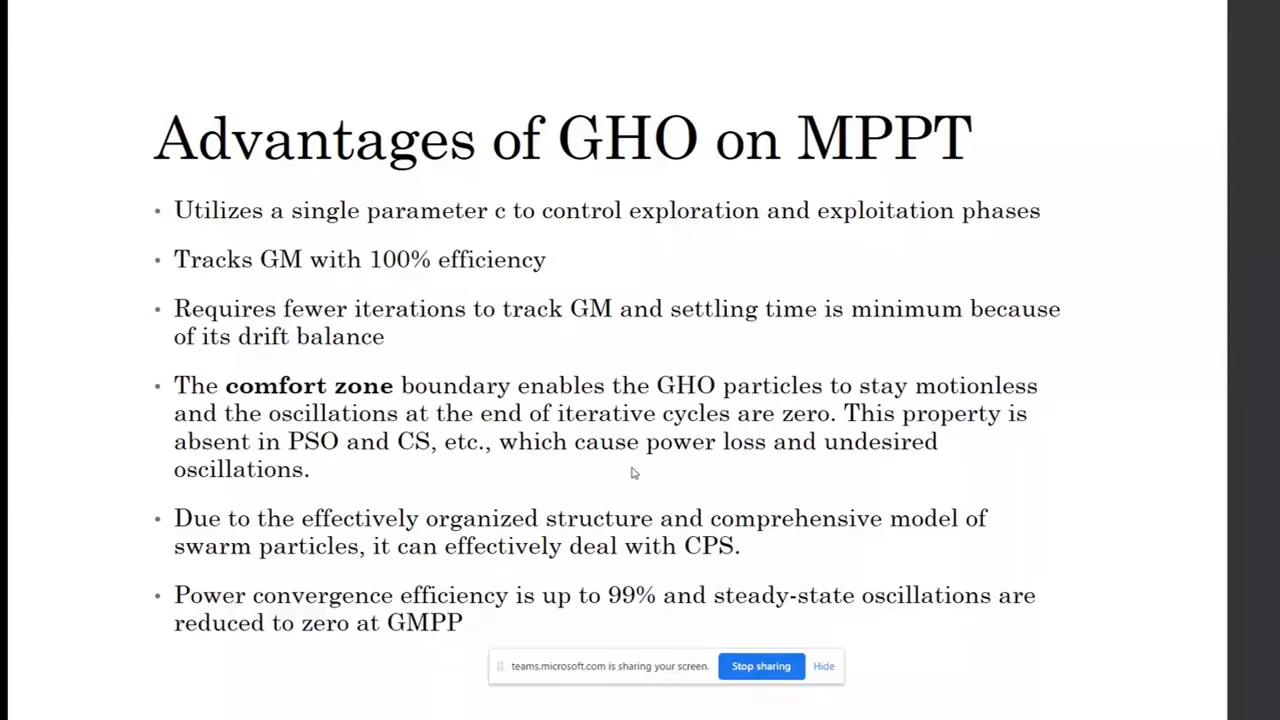 Advantages of GHO on MPPT
• Utilizes a single parameter c to control exploration and exploitation phases
• Tracks GM with 100% efficiency
• Requires fewer iterations to track GM and settling time is minimum because
of its drift balance
• The comfort zone boundary enables the GHO particles to stay motionless
and the oscillations at the end of iterative cycles are zero. This property is
absent in PSO and CS, etc., which cause power loss and undesired
oscillations.
• Due to the effectively organized structure and comprehensive model of
swarm particles, it can effectively deal with CPS.
• Power convergence efficiency is up to 99% and steady-state oscillations are
reduced to zero at GMPP
teams.microsoft.com is sharing your screen. Stop sharing Hide